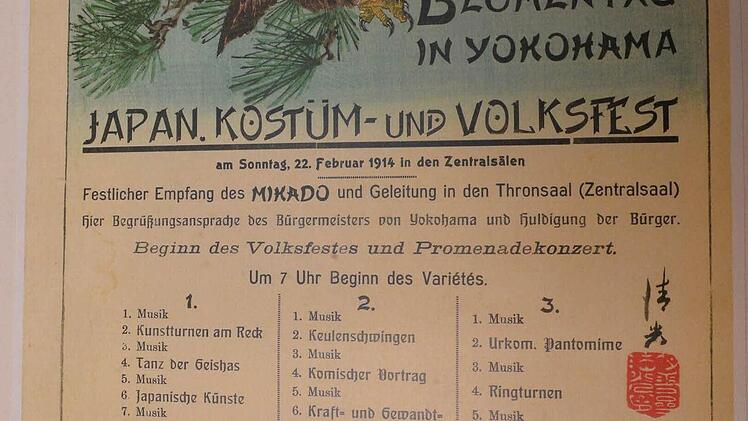 BLUMENTAG
IN YOKOHAMA
JAPAN. KOSTÜM- UND VOLKSFEST
am Sonntag, 22. Februar 1914 in den Zentralsälen
Festlicher Empfang des MIKADO und Geleitung in den Thronsaal (Zentralsaal)
Hier Begrüßungsansprache des Bürgermeisters von Yokohama und Huldigung der Bürger.
Beginn des Volksfestes und Promenadekonzert.
Um 7 Uhr Beginn des Variétés.
1.
1. Musik
2. Kunstturnen am Reck
3. Musik
4. Tanz der Geishas
5. Musik
6. Japanische Künste
7. Musik
2.
1. Musik
2. Keulenschwingen
3. Musik
4. Komischer Vortrag
5. Musik
6. Kraft- und Gewandt-
3.
1. Musik
2. Urkom. Pantomime
3. Musik
4. Ringturnen
5. Musik